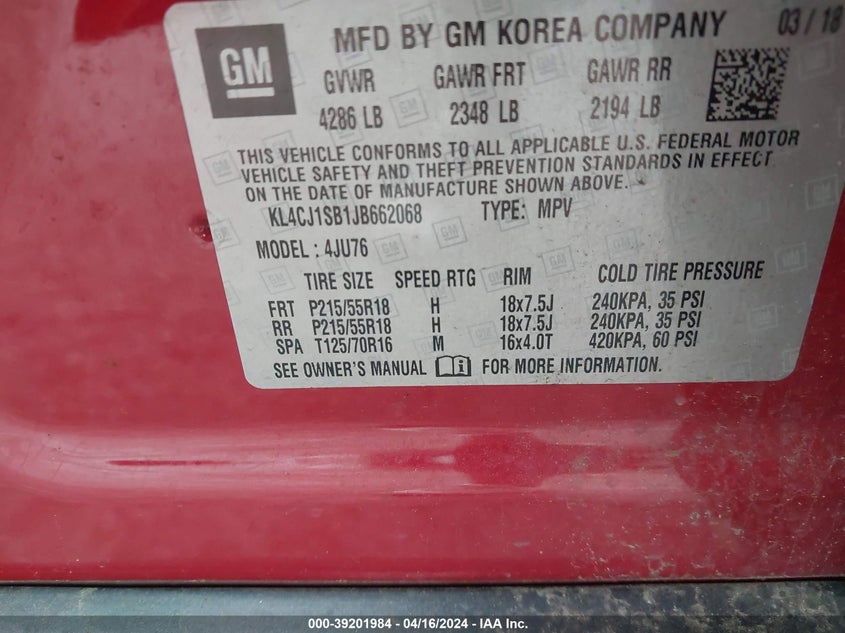 GM
MFD BY GM KOREA COMPANY 03/18
GVWR GAWR FRT GAWR RR
4286 LB 2348 LB 2194 LB
THIS VEHICLE CONFORMS TO ALL APPLICABLE U.S. FEDERAL MOTOR
VEHICLE SAFETY AND THEFT PREVENTION STANDARDS IN EFFECT
ON THE DATE OF MANUFACTURE SHOWN ABOVE.
KL4CJ1SB1JB662068 TYPE: MPV
MODEL: 4JU76
TIRE SIZE SPEED RTG RIM COLD TIRE PRESSURE
FRT P215/55R18 H 18x7.5J 240KPA, 35 PSI
RR P215/55R18 H 18x7.5J 240KPA, 35 PSI
SPA T125/70R16 M 16x4.0T 420KPA, 60 PSI
SEE OWNER'S MANUAL FOR MORE INFORMATION.
000-39201984 - 04/16/2024 - IAA Inc.